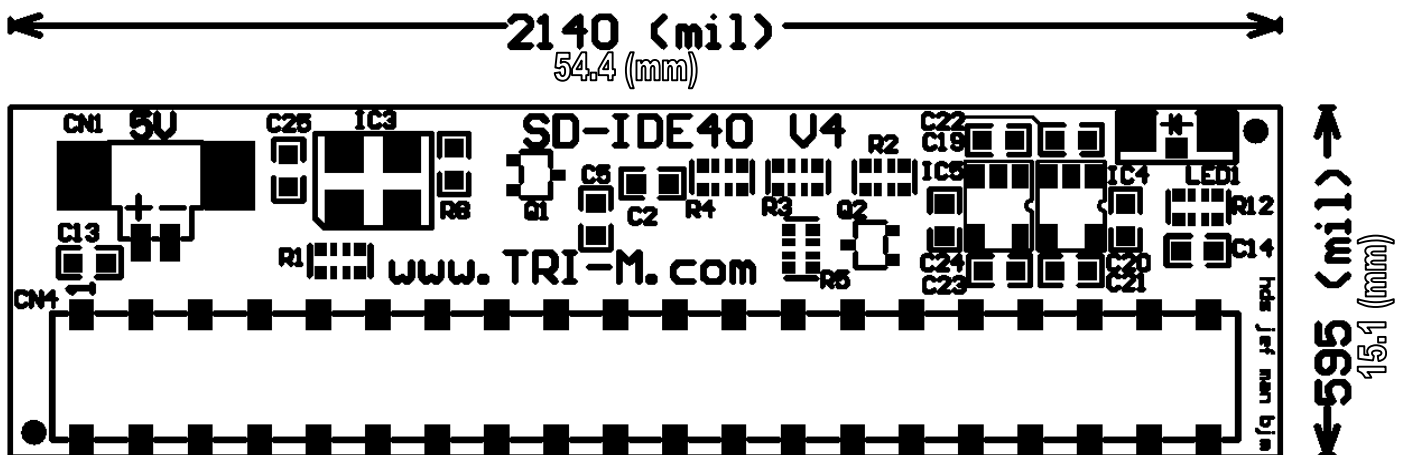 2140 (mil)
54.4 (mm)
CN1 5V
C25
IC3
R8
SD-IDE40 V4
Q1
C5
C2
R4
R3
R2
Q2
C22
C19
IC5
IC4
LED1
R12
C13
R1
www.TRI-M.com
R5
C24
C23
C20
C21
C14
CN4 1
hds jef man bjm
595 (mil)
15.1 (mm)